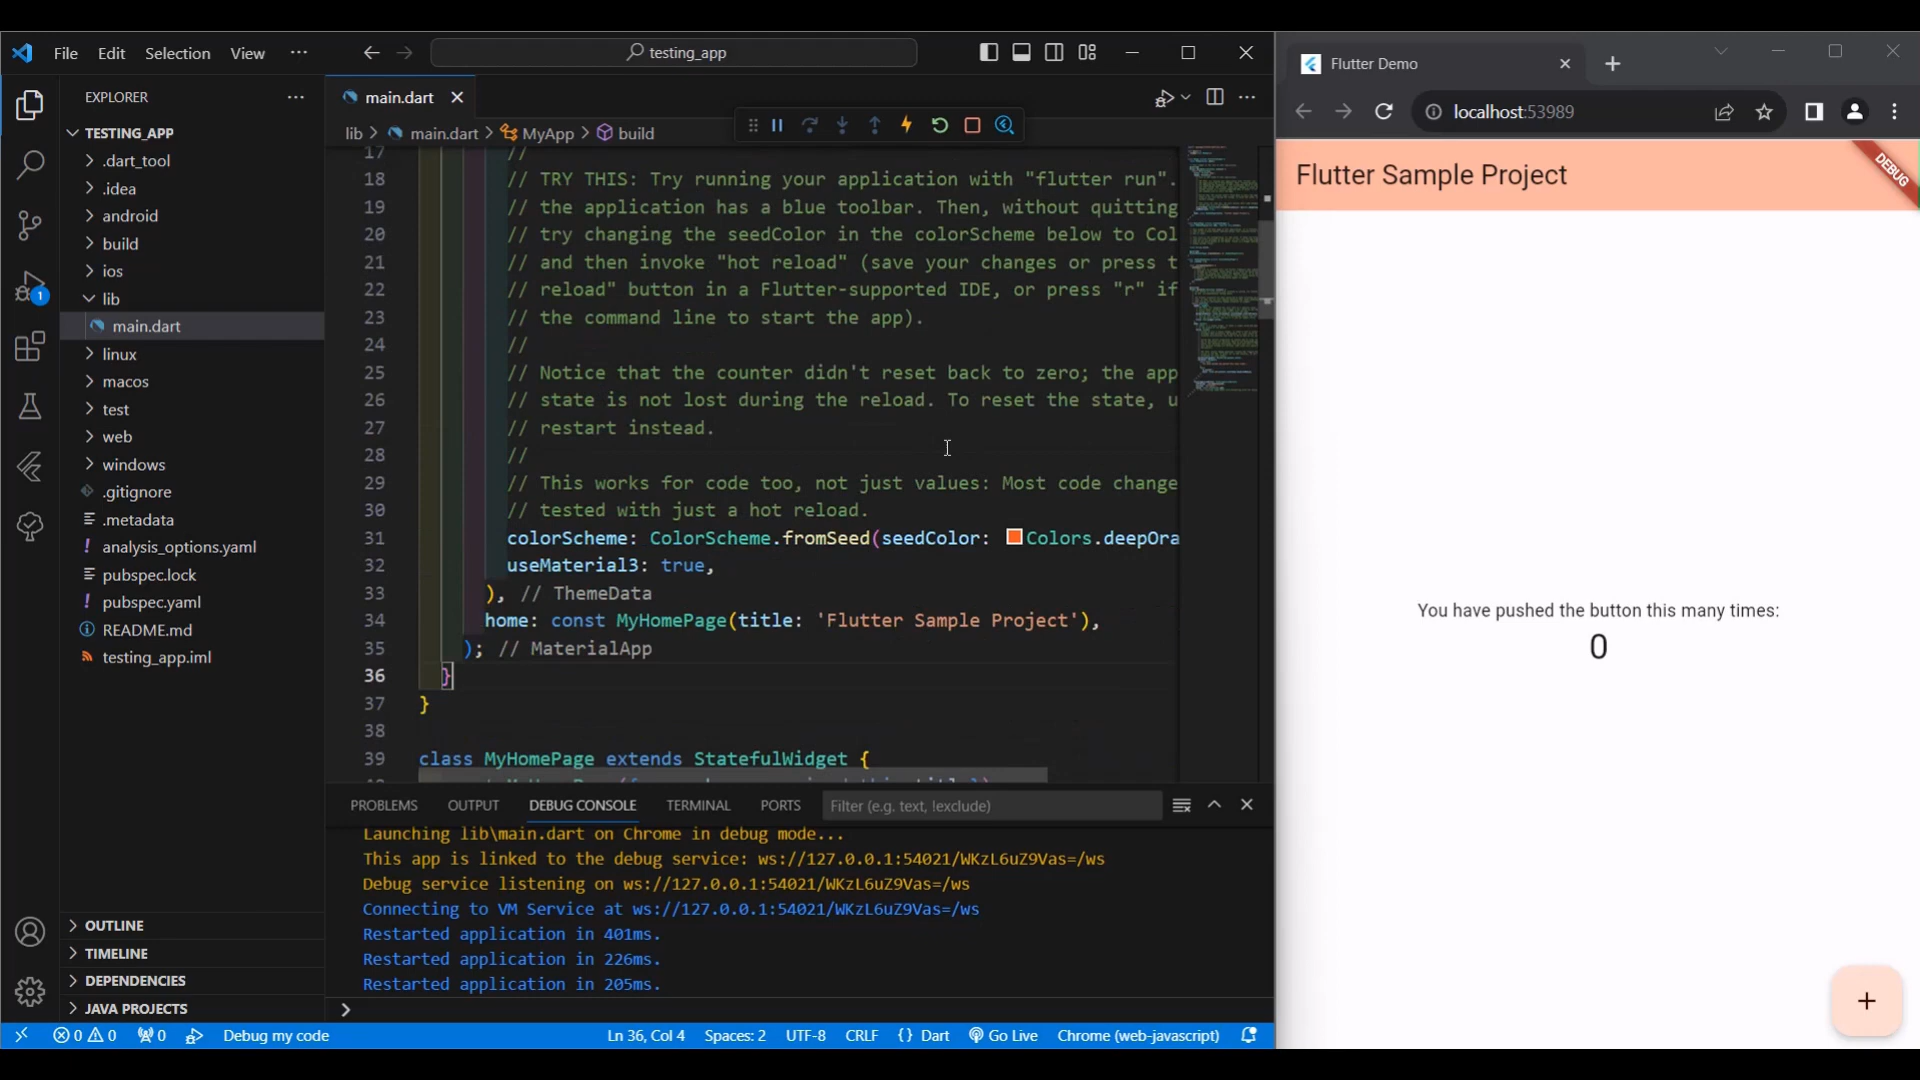 File Edit Selection View ··· testing_app
EXPLORER ···
TESTING_APP
.dart_tool
.idea
android
build
ios
lib
main.dart
linux
macos
test
web
windows
.gitignore
.metadata
analysis_options.yaml
pubspec.lock
pubspec.yaml
README.md
testing_app.iml
OUTLINE
TIMELINE
DEPENDENCIES
JAVA PROJECTS
main.dart
lib > main.dart > MyApp > build
17 //
18 // TRY THIS: Try running your application with "flutter run".
19 // the application has a blue toolbar. Then, without quitting
20 // try changing the seedColor in the colorScheme below to Col
21 // and then invoke "hot reload" (save your changes or press t
22 // reload" button in a Flutter-supported IDE, or press "r" if
23 // the command line to start the app).
24 //
25 // Notice that the counter didn't reset back to zero; the app
26 // state is not lost during the reload. To reset the state, u
27 // restart instead.
28 //
29 // This works for code too, not just values: Most code change
30 // tested with just a hot reload.
31 colorScheme: ColorScheme.fromSeed(seedColor: Colors.deepOra
32 useMaterial3: true,
33 ), // ThemeData
34 home: const MyHomePage(title: 'Flutter Sample Project'),
35 ); // MaterialApp
36 }
37 }
38
39 class MyHomePage extends StatefulWidget {
PROBLEMS OUTPUT DEBUG CONSOLE TERMINAL PORTS Filter (e.g. text, !exclude)
Launching lib\main.dart on Chrome in debug mode...
This app is linked to the debug service: ws://127.0.0.1:54021/WKzL6uZ9Vas=/ws
Debug service listening on ws://127.0.0.1:54021/WKzL6uZ9Vas=/ws
Connecting to VM Service at ws://127.0.0.1:54021/WKzL6uZ9Vas=/ws
Restarted application in 401ms.
Restarted application in 226ms.
Restarted application in 205ms.
1
0 0 0 Debug my code Ln 36, Col 4 Spaces: 2 UTF-8 CRLF {} Dart Go Live Chrome (web-javascript)
Flutter Demo
localhost:53989
Flutter Sample Project
DEBUG
You have pushed the button this many times:
0
+